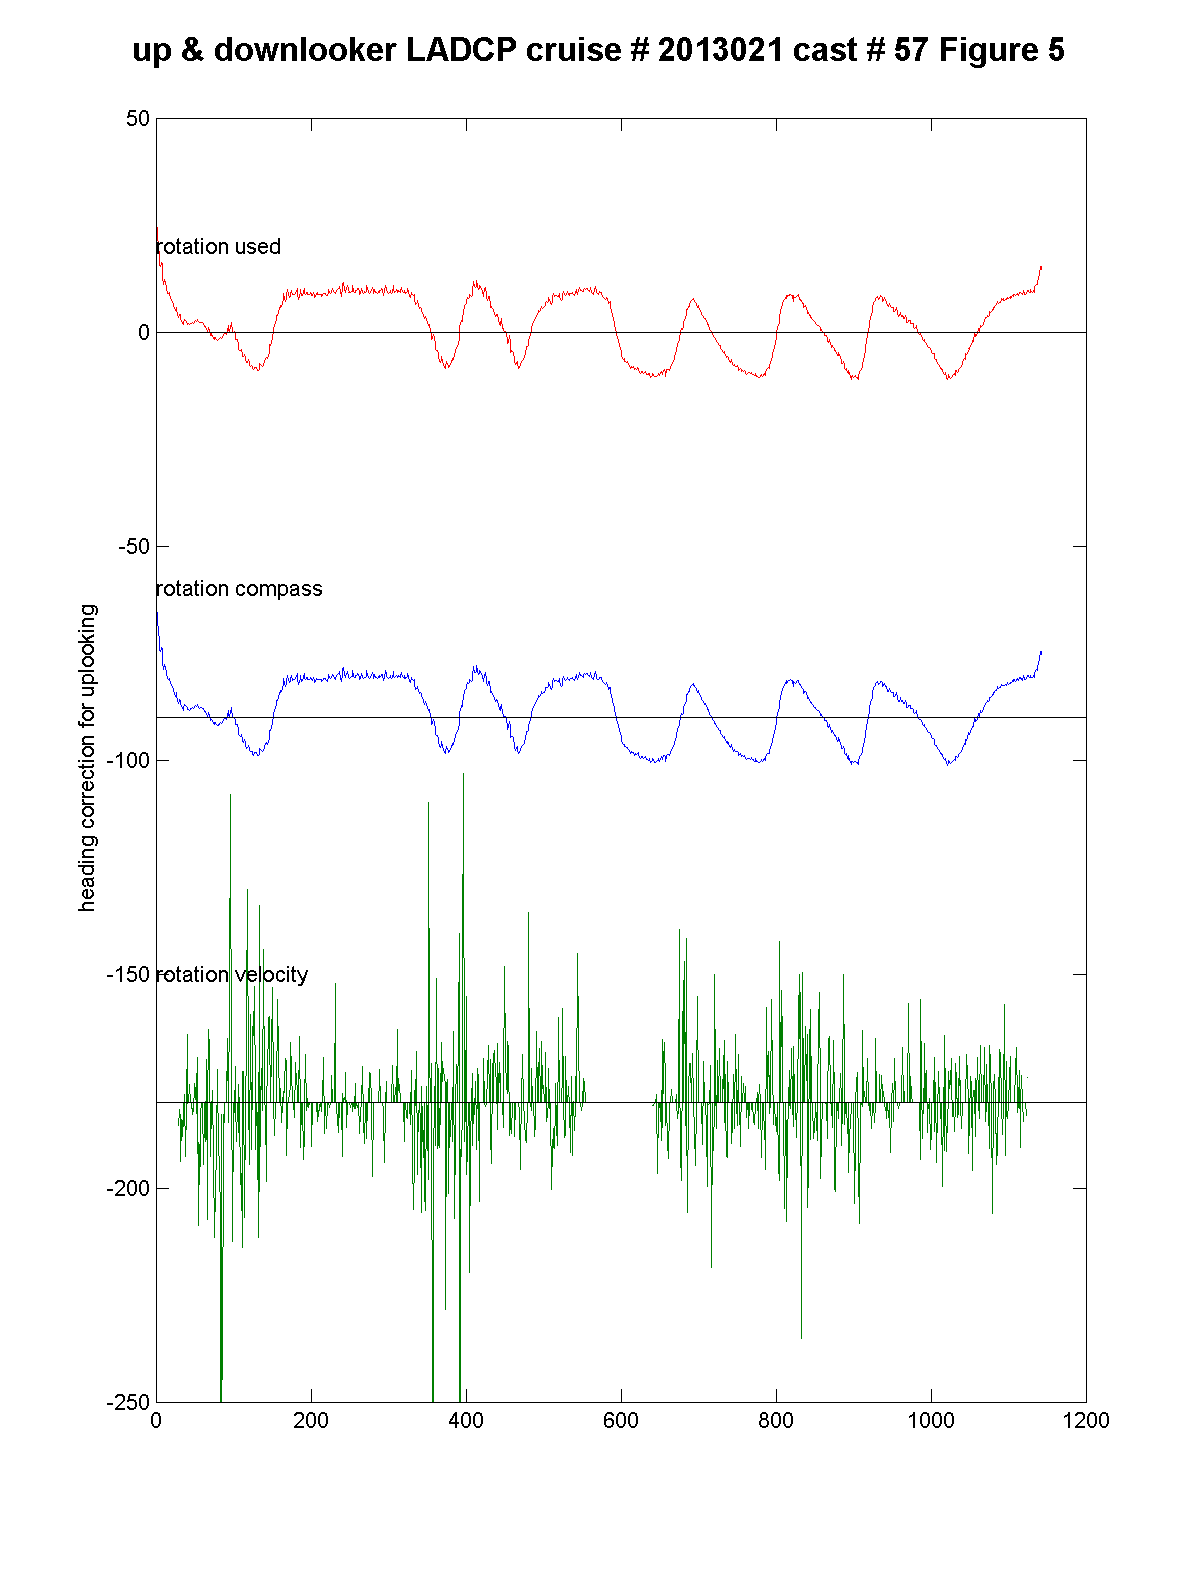 up & downlooker LADCP cruise # 2013021 cast # 57 Figure 5
50
rotation used
0
-50
rotation compass
heading correction for uplooking
-100
-150
rotation velocity
-200
-250
0 200 400 600 800 1000 1200